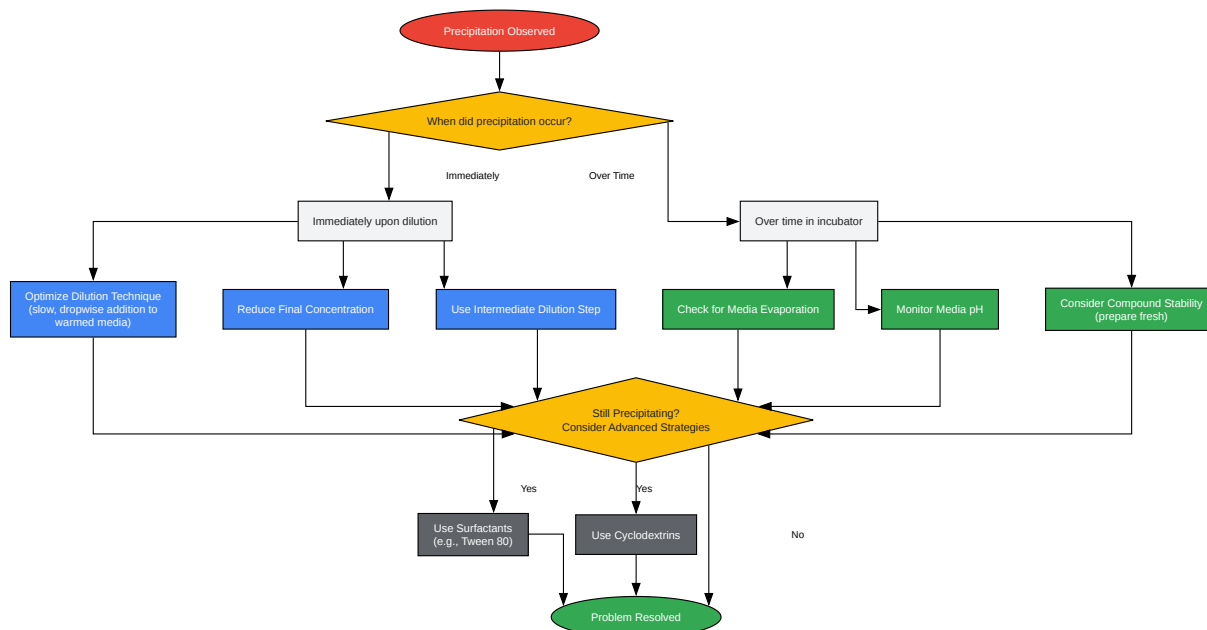 Precipitation Observed
When did precipitation occur?
Immediately
Over Time
Immediately upon dilution
Over time in incubator
Optimize Dilution Technique
(slow, dropwise addition to
warmed media)
Reduce Final Concentration
Use Intermediate Dilution Step
Check for Media Evaporation
Monitor Media pH
Consider Compound Stability
(prepare fresh)
Still Precipitating?
Consider Advanced Strategies
Yes
Yes
No
Use Surfactants
(e.g., Tween 80)
Use Cyclodextrins
Problem Resolved